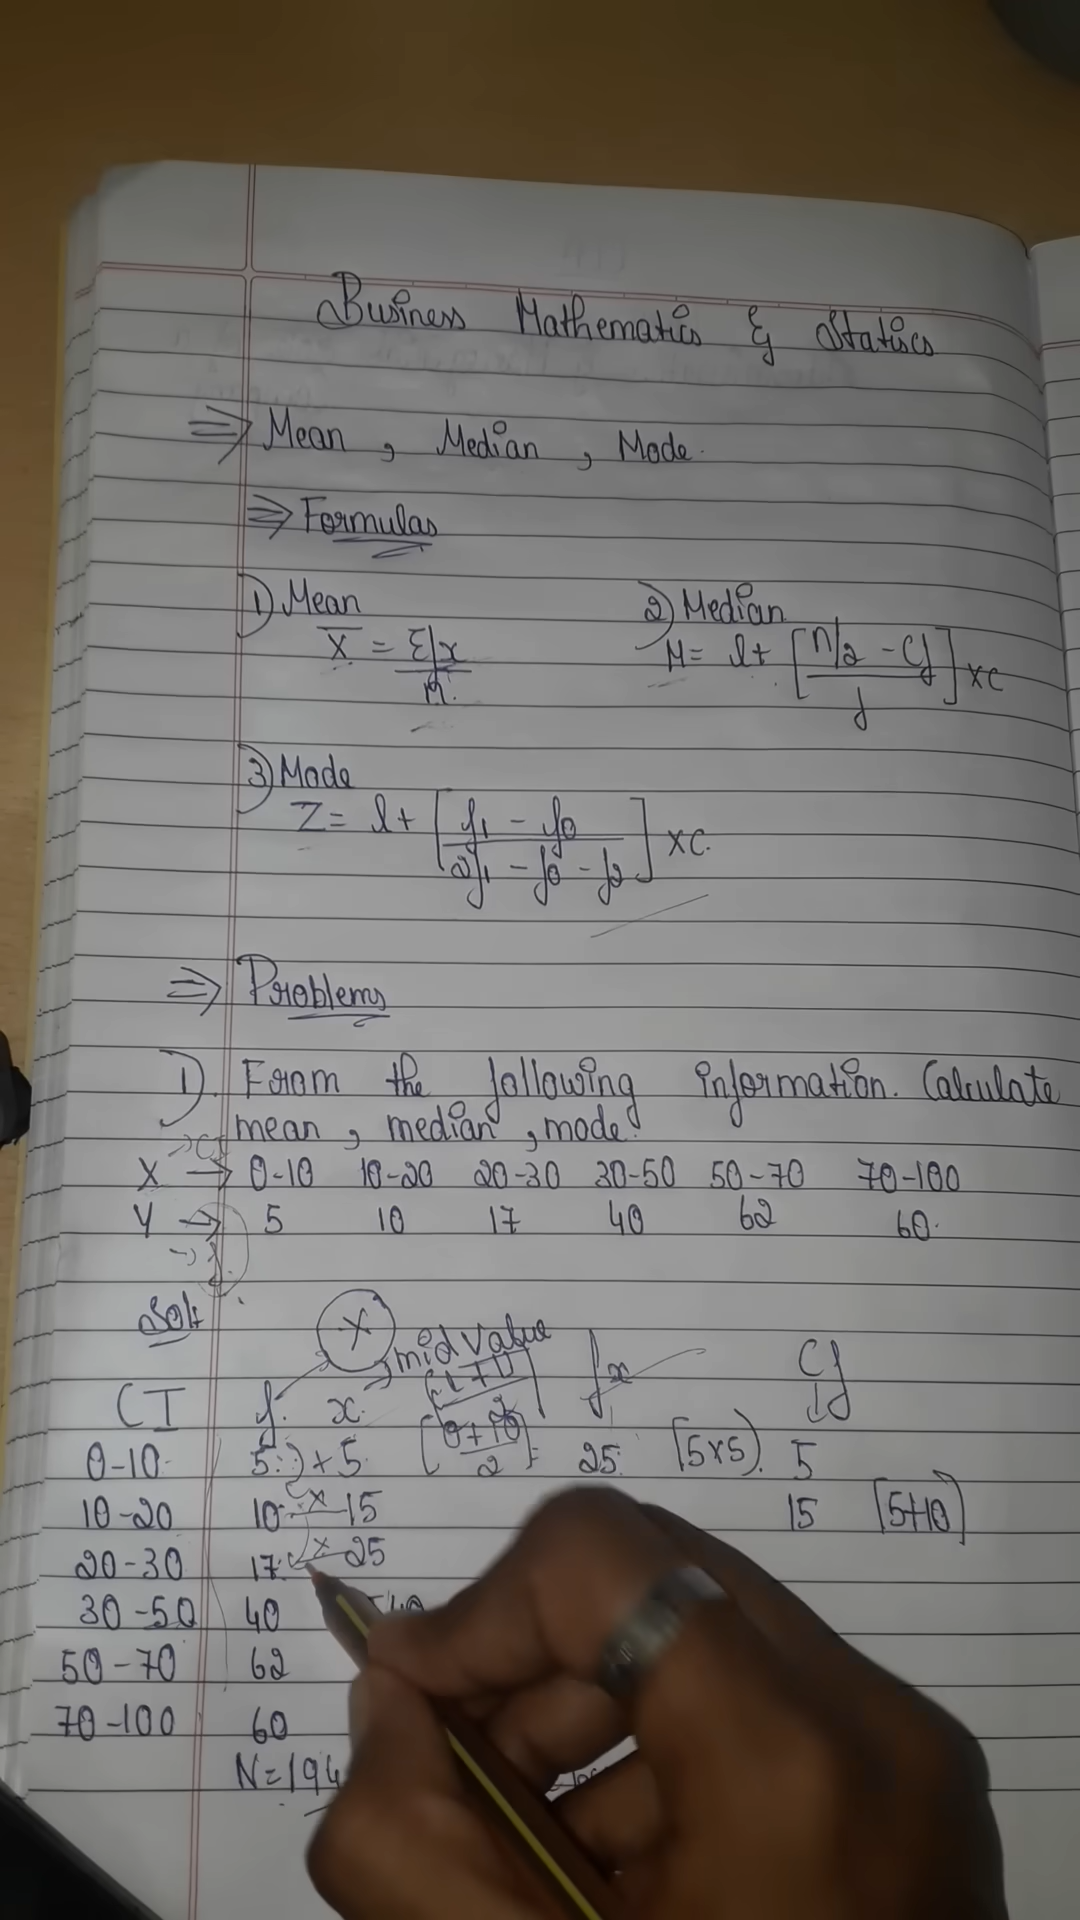 Business Mathematics & Statiscs
⇒ Mean, Median, Mode.
⇒ Formulas
1) Mean
X̄ = Σfx / n.
2) Median
M = l + [n/2 - Cf / f] × C
3) Mode
Z = l + [f1 - f0 / 2f1 - f0 - f2] × C.
⇒ Problems
1). From the following information. Calculate
mean, median, mode.
→ CI
X → 0-10 10-20 20-30 30-50 50-70 70-100
Y → 5 10 17 40 62 60.
→ f.
Sol:
X
mid value
CI f. x. fx Cf
0-10 5 × 5 [0+10 / 2] = 25 [5×5]. 5
10-20 10 × 15 15 [5+10]
20-30 17 × 25
30-50 40
50-70 62
70-100 60
N = 194